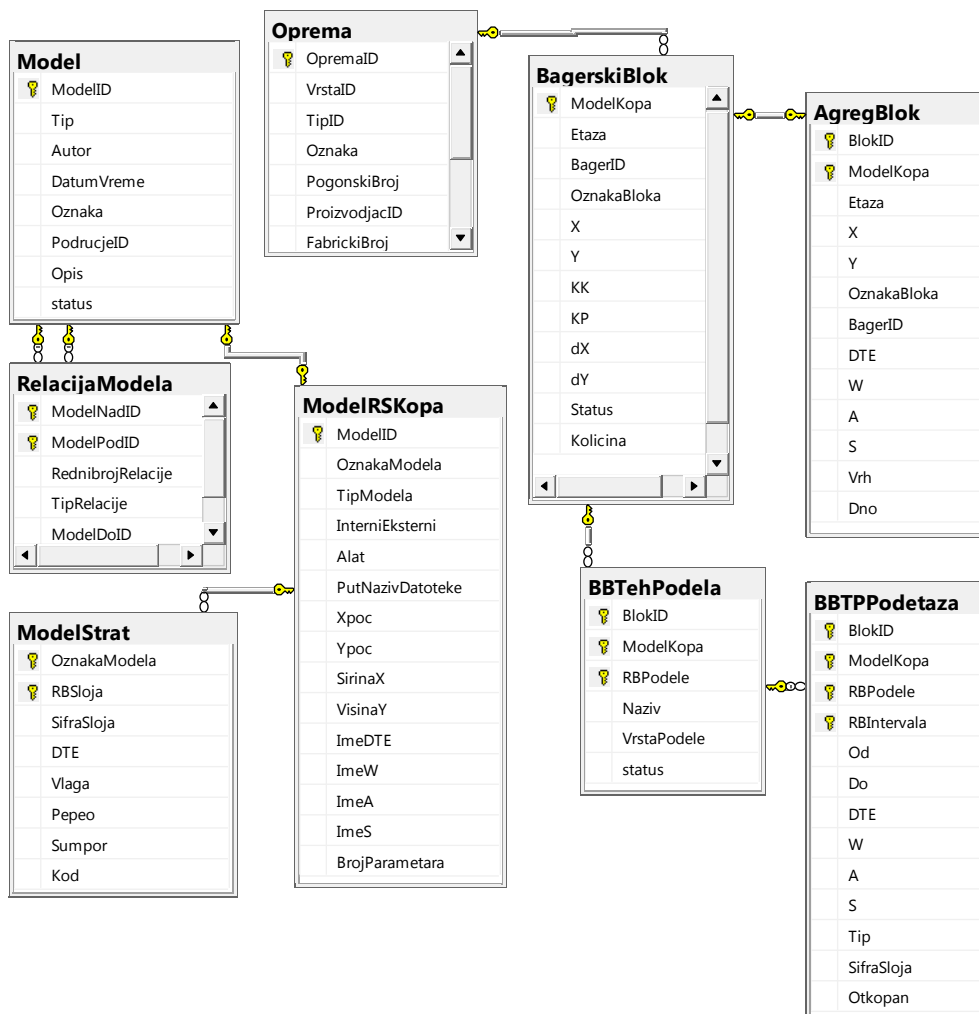 Model
ModelID
Tip
Autor
DatumVreme
Oznaka
PodrucjeID
Opis
status
Oprema
OpremaID
VrstaID
TipID
Oznaka
PogonskiBroj
ProizvodjacID
FabrickiBroj
BagerskiBlok
ModelKopa
Etaza
BagerID
OznakaBloka
X
Y
KK
KP
dX
dY
Status
Kolicina
AgregBlok
BlokID
ModelKopa
Etaza
X
Y
OznakaBloka
BagerID
DTE
W
A
S
Vrh
Dno
RelacijaModela
ModelNadID
ModelPodID
RednibrojRelacije
TipRelacije
ModelDoID
ModelRSKopa
ModelID
OznakaModela
TipModela
InterniEksterni
Alat
PutNazivDatoteke
Xpoc
Ypoc
SirinaX
VisinaY
ImeDTE
ImeW
ImeA
ImeS
BrojParametara
ModelStrat
OznakaModela
RBSloja
SifraSloja
DTE
Vlaga
Pepeo
Sumpor
Kod
BBTehPodela
BlokID
ModelKopa
RBPodele
Naziv
VrstaPodele
status
BBTPPodetaza
BlokID
ModelKopa
RBPodele
RBIntervala
Od
Do
DTE
W
A
S
Tip
SifraSloja
Otkopan